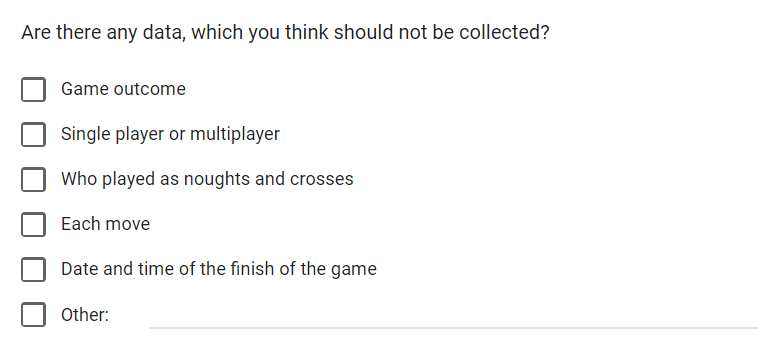 Are there any data, which you think should not be collected?
Game outcome
Single player or multiplayer
Who played as noughts and crosses
Each move
Date and time of the finish of the game
Other: